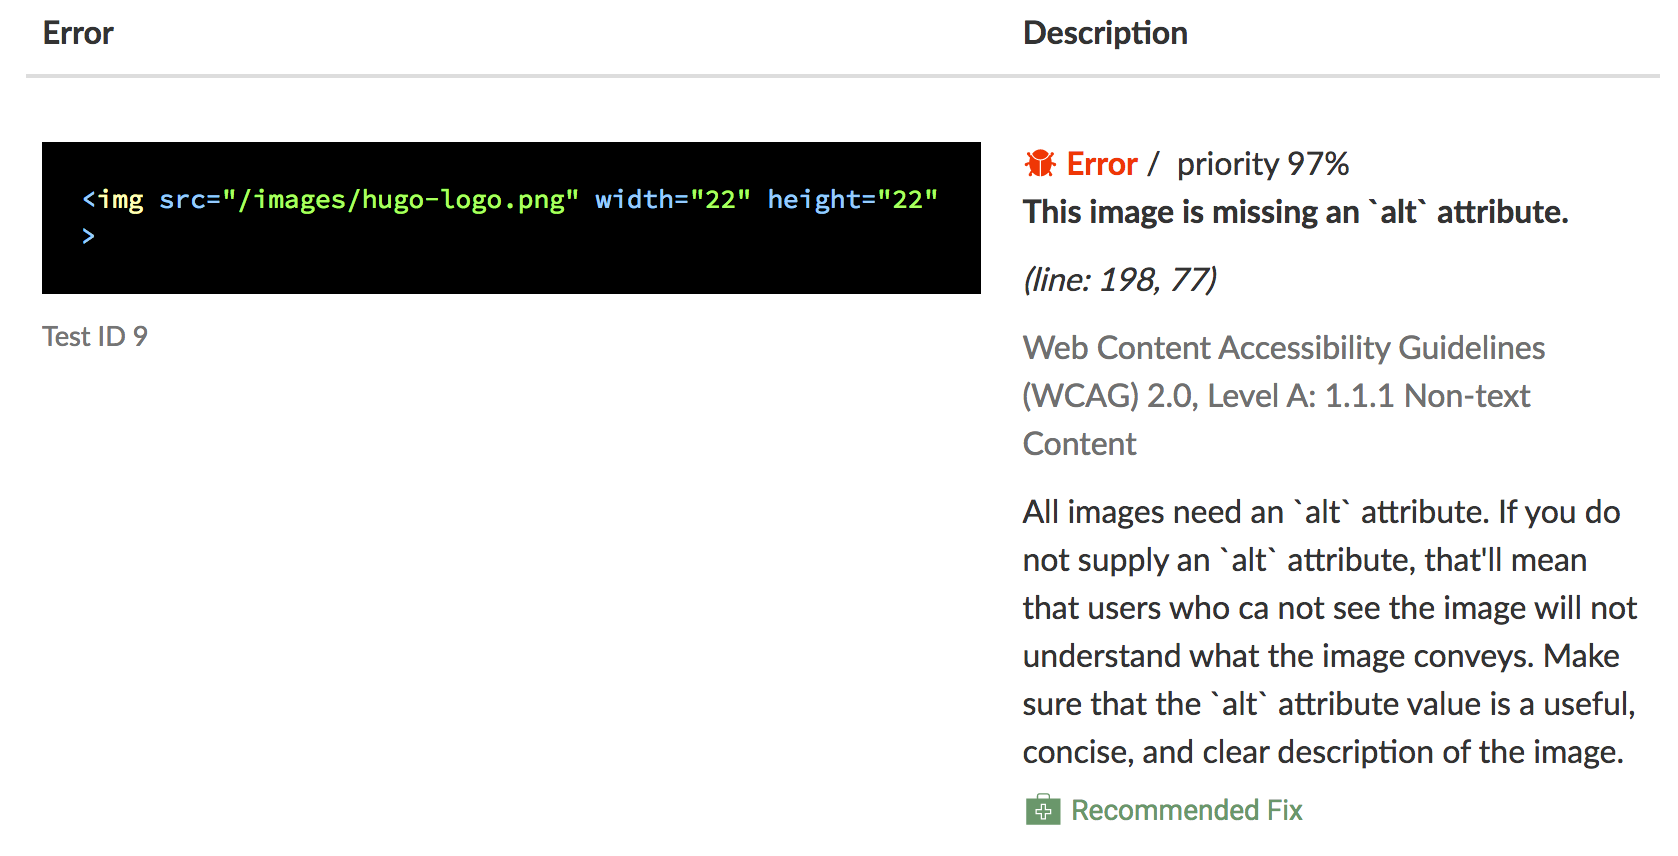 Error
Description
<img src="/images/hugo-logo.png" width="22" height="22"
>
Test ID 9
Error / priority 97%
This image is missing an `alt` attribute.
(line: 198, 77)
Web Content Accessibility Guidelines
(WCAG) 2.0, Level A: 1.1.1 Non-text
Content
All images need an `alt` attribute. If you do
not supply an `alt` attribute, that'll mean
that users who ca not see the image will not
understand what the image conveys. Make
sure that the `alt` attribute value is a useful,
concise, and clear description of the image.
Recommended Fix